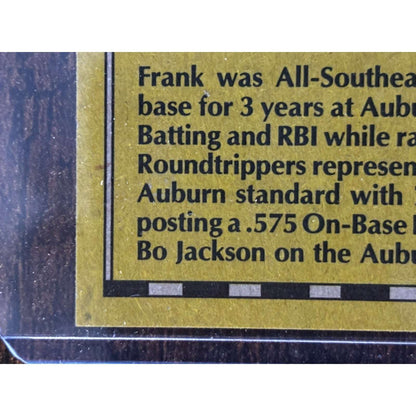 Frank was All-Southea
base for 3 years at Aubu
Batting and RBI while ra
Roundtrippers represen
Auburn standard with
posting a .575 On-Base
Bo Jackson on the Aubu